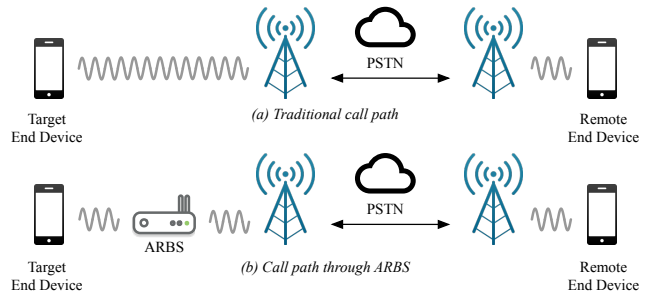 PSTN
Target
End Device
(a) Traditional call path
Remote
End Device
PSTN
ARBS
Target
End Device
(b) Call path through ARBS
Remote
End Device